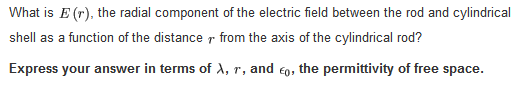 What is E(r), the radial component of the electric field between the rod and cylindrical
shell as a function of the distance r from the axis of the cylindrical rod?
Express your answer in terms of λ, r, and ϵ₀, the permittivity of free space.